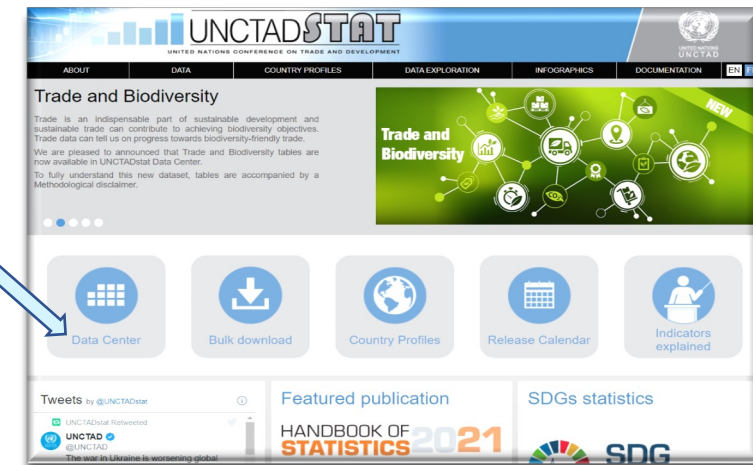 UNCTADSTAT
UNITED NATIONS CONFERENCE ON TRADE AND DEVELOPMENT
UNITED NATIONS
UNCTAD
ABOUT DATA COUNTRY PROFILES DATA EXPLORATION INFOGRAPHICS DOCUMENTATION EN
Trade and Biodiversity
Trade is an indispensable part of sustainable development and
sustainable trade can contribute to achieving biodiversity objectives.
Trade data can tell us on progress towards biodiversity-friendly trade.
We are pleased to announced that Trade and Biodiversity tables are
now available in UNCTADstat Data Center.
To fully understand this new dataset, tables are accompanied by a
Methodological disclaimer.
Trade and
Biodiversity
NEW
Data Center
Bulk download
Country Profiles
Release Calendar
Indicators
explained
Tweets by @UNCTADstat
UNCTADstat Retweeted
UNCTAD
@UNCTAD
The war in Ukraine is worsening global
Featured publication
HANDBOOK OF
STATISTICS 2021
SDGs statistics
SDG